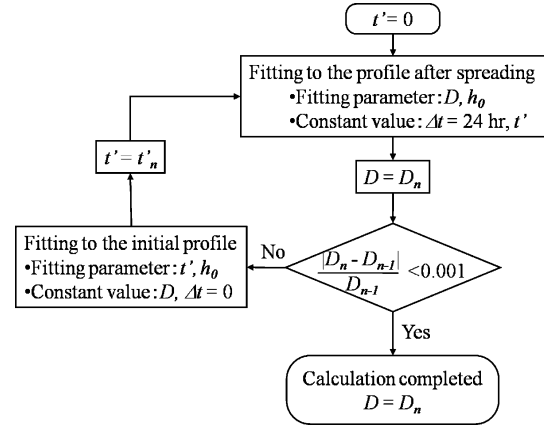 t’= 0
Fitting to the profile after spreading
•Fitting parameter : D, h₀
•Constant value : Δt = 24 hr, t’
D = Dₙ
t’ = t’ₙ
|Dₙ - Dₙ₋₁|
Dₙ₋₁
<0.001
No
Fitting to the initial profile
•Fitting parameter : t’, h₀
•Constant value : D, Δt = 0
Yes
Calculation completed
D = Dₙ